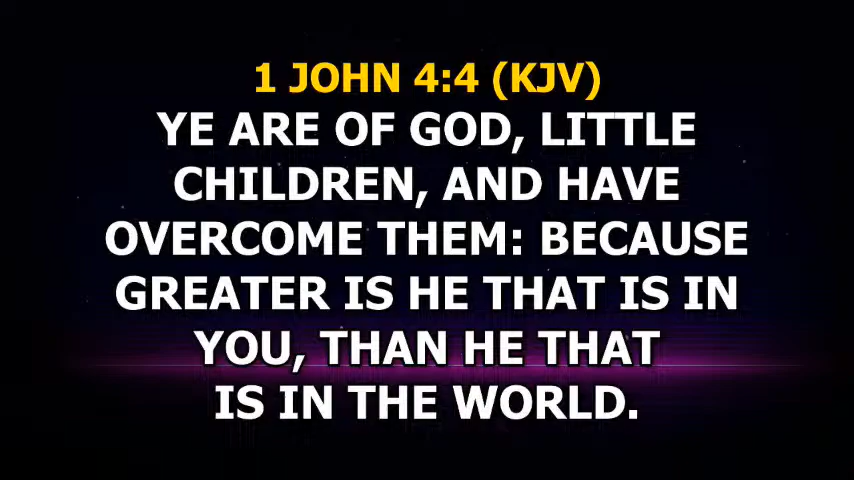 1 JOHN 4:4 (KJV)
YE ARE OF GOD, LITTLE
CHILDREN, AND HAVE
OVERCOME THEM: BECAUSE
GREATER IS HE THAT IS IN
YOU, THAN HE THAT
IS IN THE WORLD.